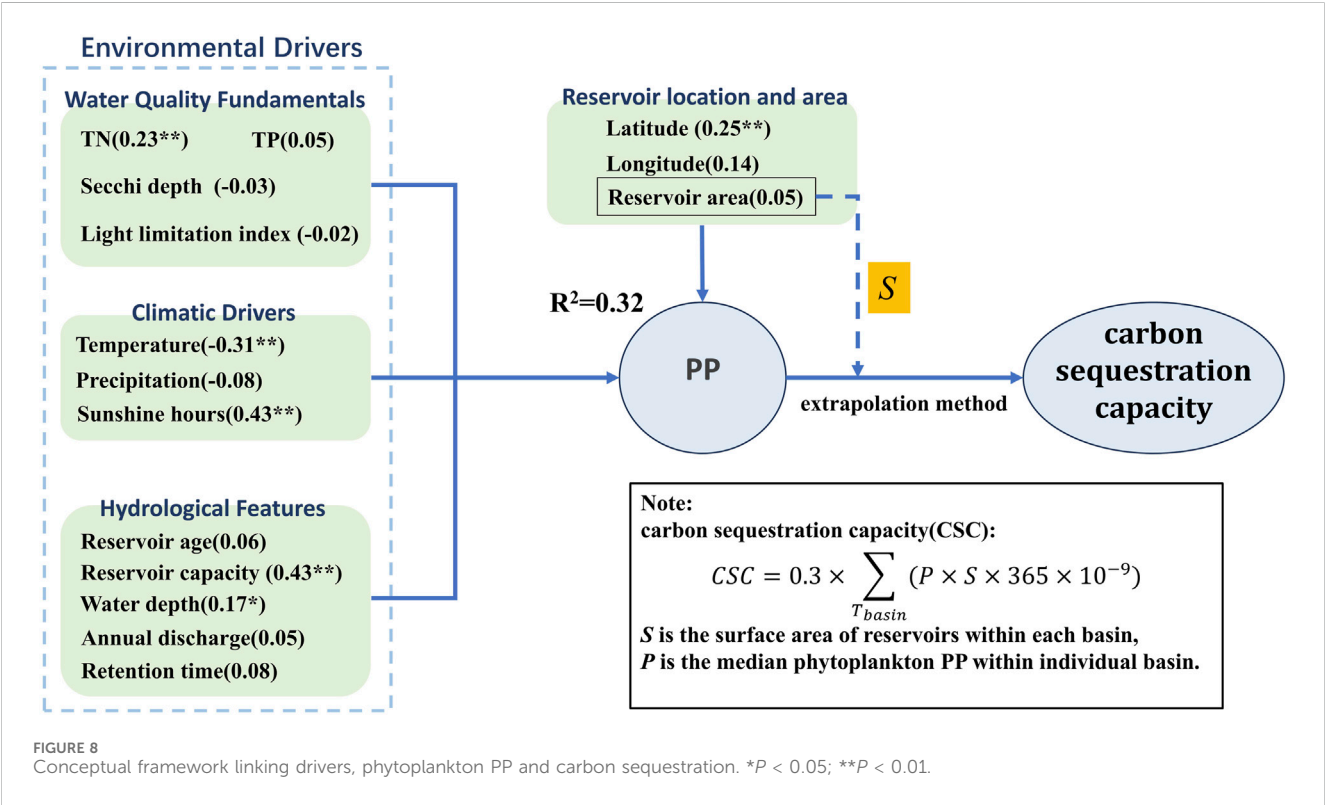 Environmental Drivers
Water Quality Fundamentals
TN(0.23**) TP(0.05)
Secchi depth (-0.03)
Light limitation index (-0.02)
Climatic Drivers
Temperature(-0.31**)
Precipitation(-0.08)
Sunshine hours(0.43**)
Hydrological Features
Reservoir age(0.06)
Reservoir capacity (0.43**)
Water depth(0.17*)
Annual discharge(0.05)
Retention time(0.08)
Reservoir location and area
Latitude (0.25**)
Longitude(0.14)
Reservoir area(0.05)
S
R²=0.32
PP
extrapolation method
carbon
sequestration
capacity
Note:
carbon sequestration capacity(CSC):
CSC = 0.3 × ∑ (P × S × 365 × 10⁻⁹)
T_basin
S is the surface area of reservoirs within each basin,
P is the median phytoplankton PP within individual basin.
FIGURE 8
Conceptual framework linking drivers, phytoplankton PP and carbon sequestration. *P < 0.05; **P < 0.01.